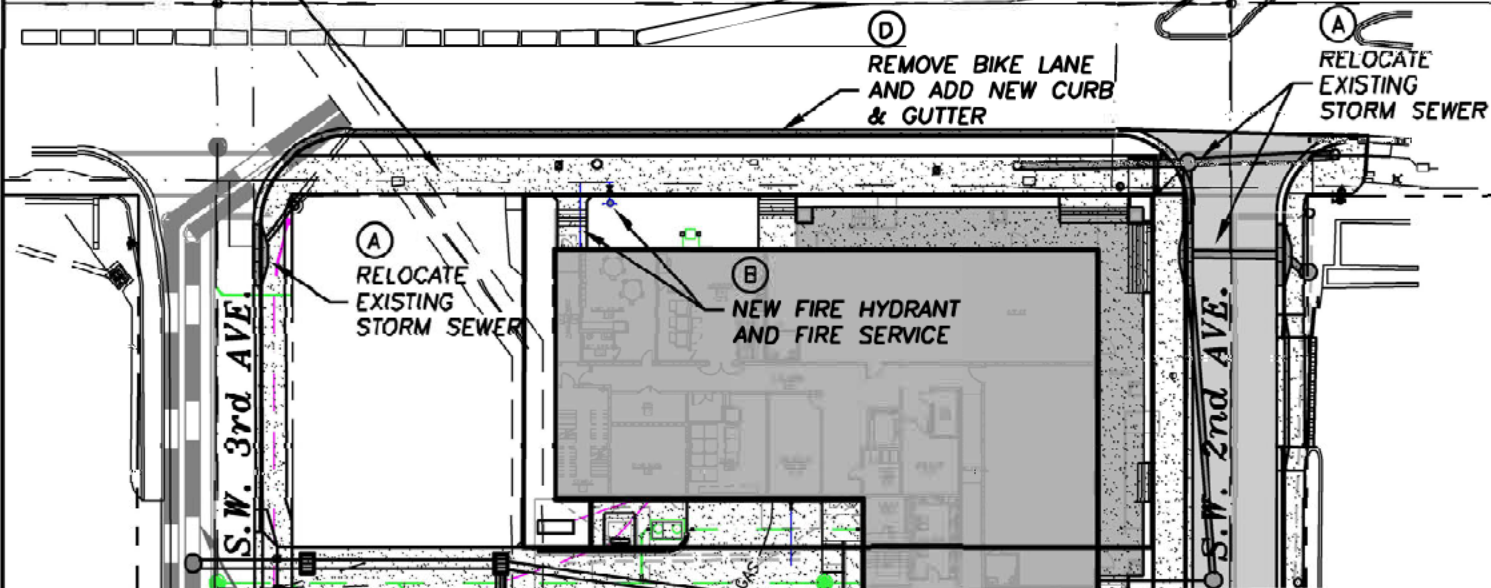 D
REMOVE BIKE LANE
AND ADD NEW CURB
& GUTTER
A
RELOCATE
EXISTING
STORM SEWER
A
RELOCATE
EXISTING
STORM SEWER
B
NEW FIRE HYDRANT
AND FIRE SERVICE
S.W. 3rd AVE.
S.W. 2nd AVE.
GAS